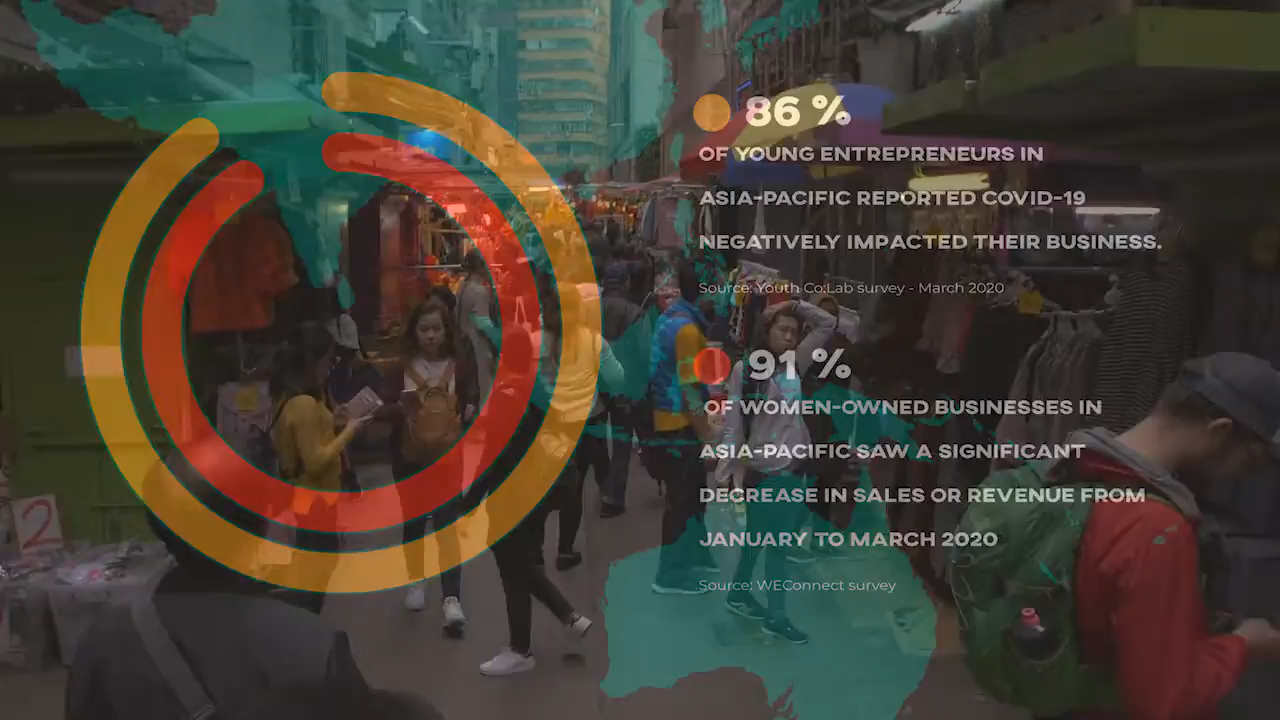 86 %
OF YOUNG ENTREPRENEURS IN
ASIA-PACIFIC REPORTED COVID-19
NEGATIVELY IMPACTED THEIR BUSINESS.
Source: Youth Co:Lab survey - March 2020
91 %
OF WOMEN-OWNED BUSINESSES IN
ASIA-PACIFIC SAW A SIGNIFICANT
DECREASE IN SALES OR REVENUE FROM
JANUARY TO MARCH 2020
Source: WEConnect survey
2